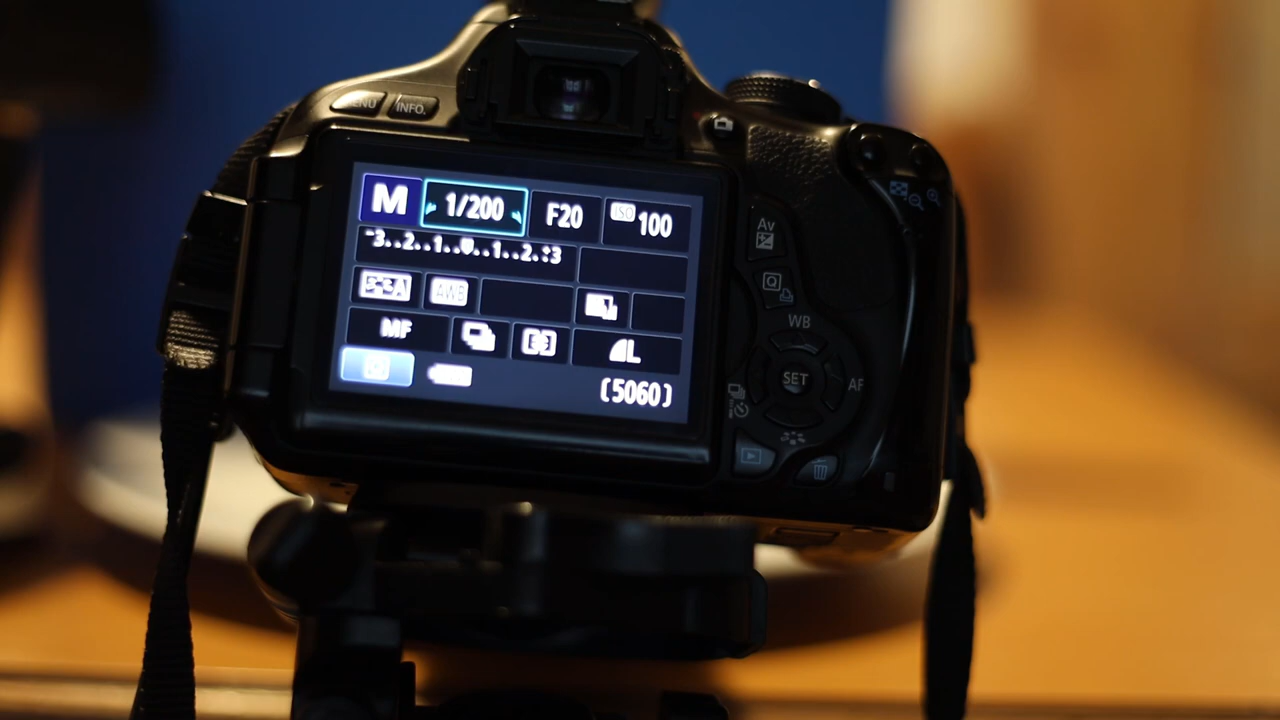 MENU INFO.
M 1/200 F20 ISO 100
-3..2..1..0..1..2.:+3
AWB
MF L
(5060)
Av
Q
WB
SET AF